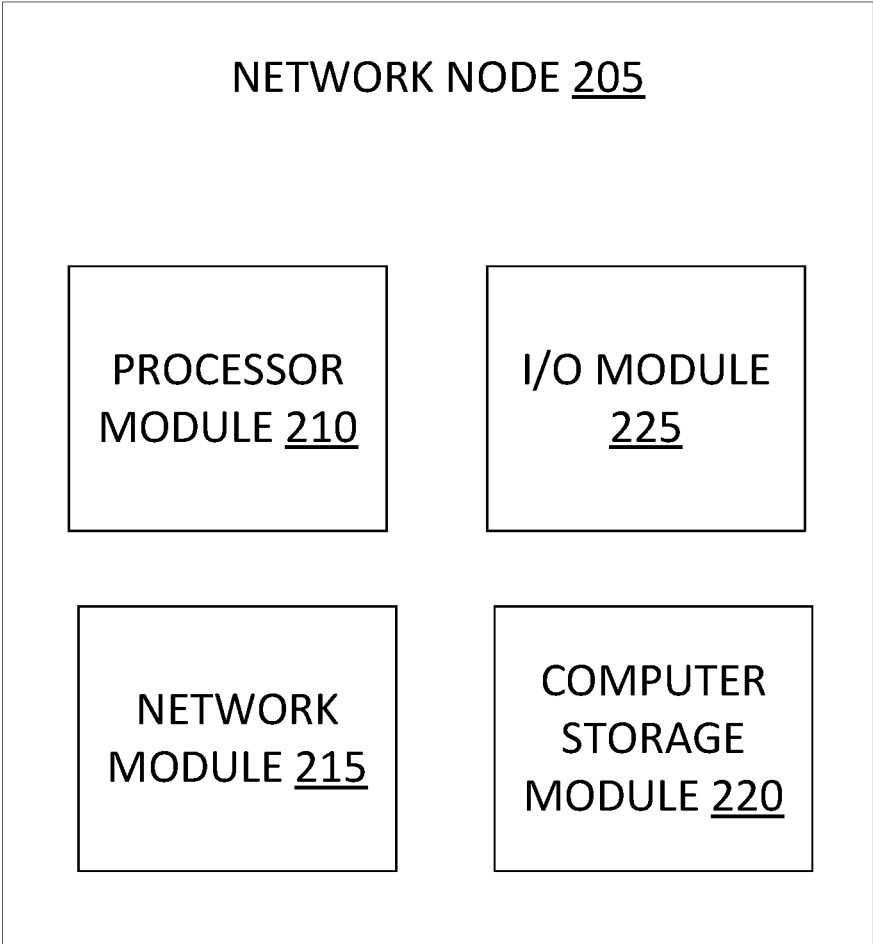 NETWORK NODE 205
PROCESSOR
MODULE 210
I/O MODULE
225
NETWORK
MODULE 215
COMPUTER
STORAGE
MODULE 220